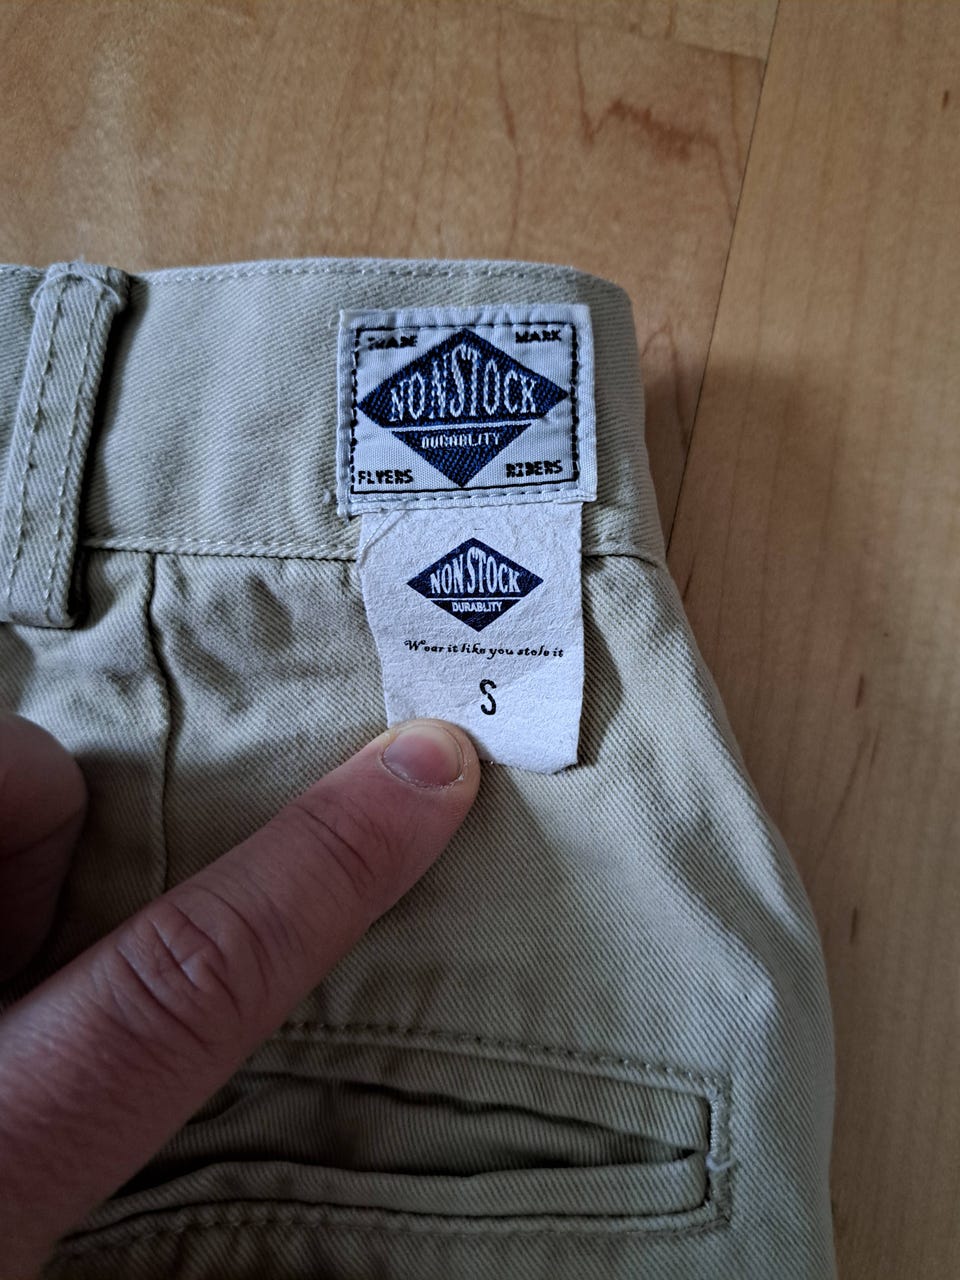 TRADE MARK
NONSTOCK
DURABLITY
FLYERS RIDERS
NONSTOCK
DURABLITY
Wear it like you stole it
S